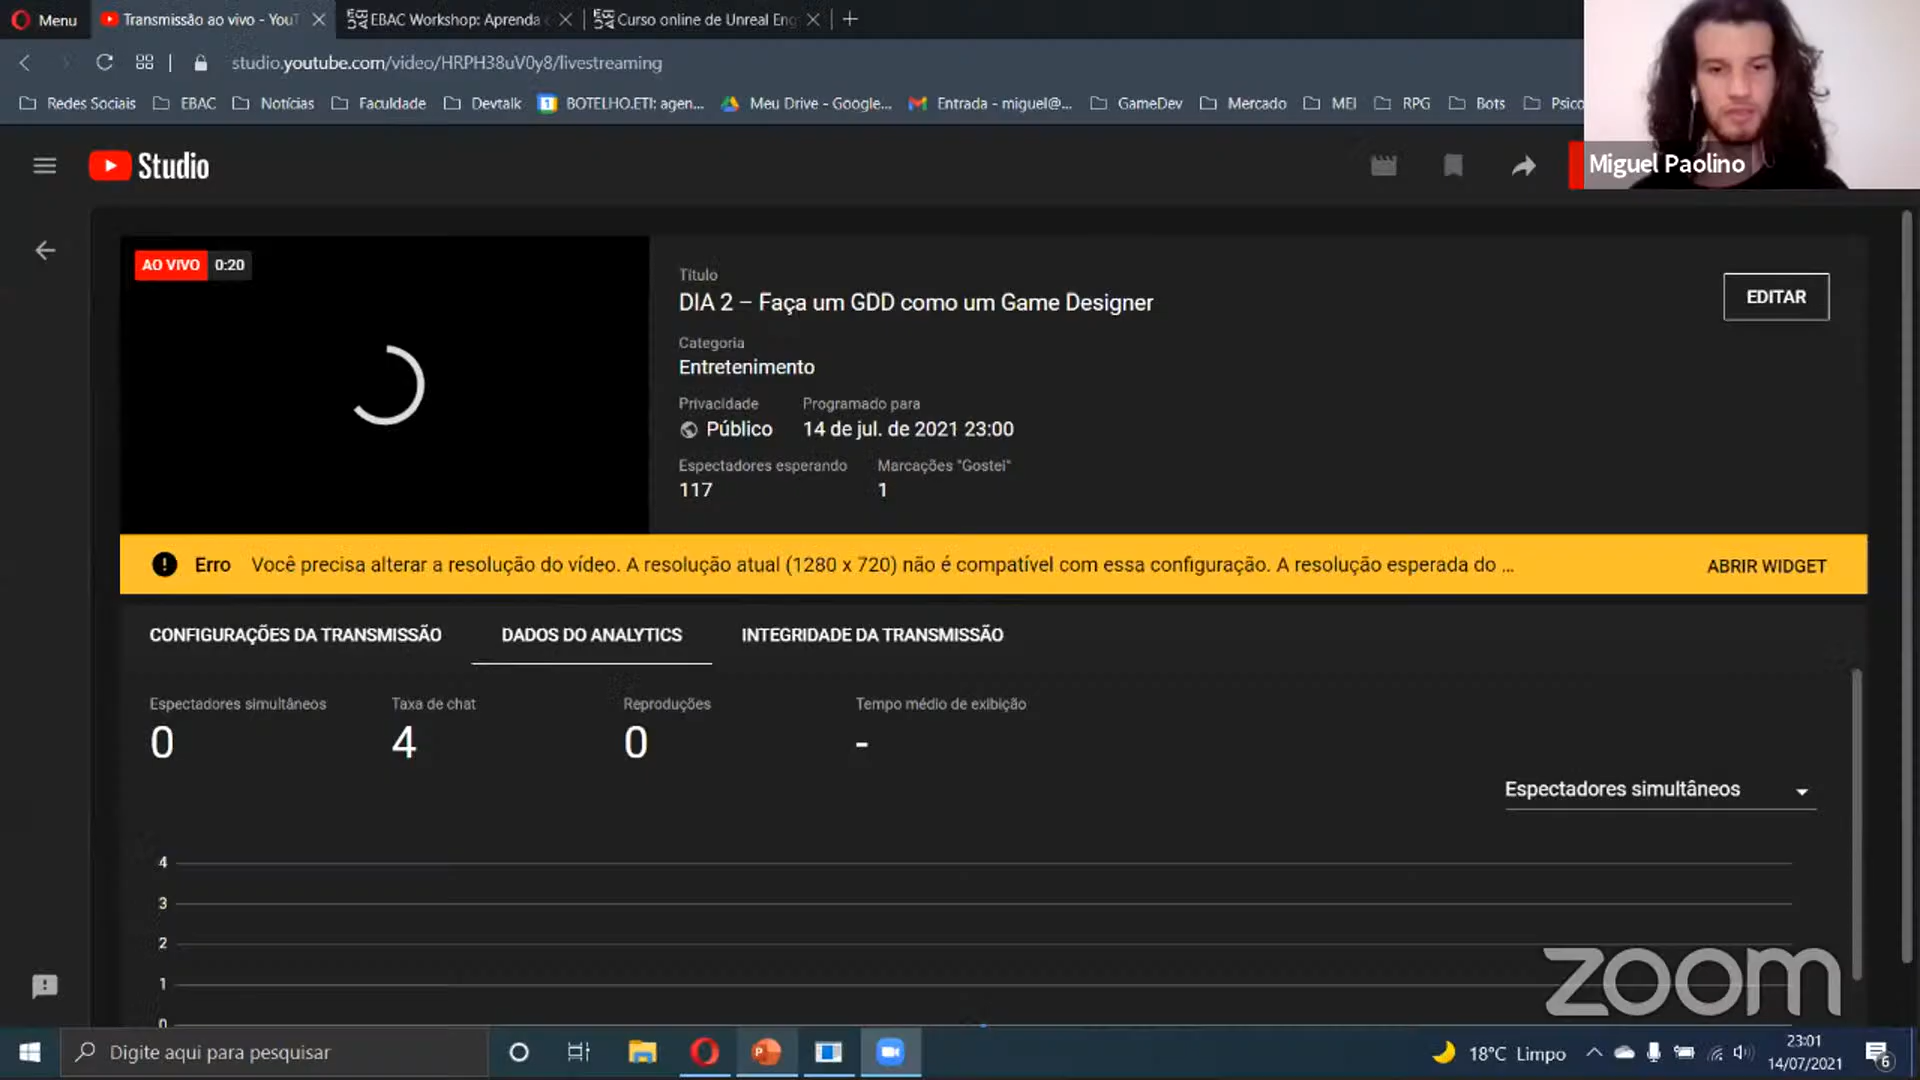 Menu
Transmissão ao vivo - YouT
EBAC Workshop: Aprenda
Curso online de Unreal Eng
studio.youtube.com/video/HRPH38uV0y8/livestreaming
Redes Sociais
EBAC
Notícias
Faculdade
Devtalk
BOTELHO.ETI: agen...
Meu Drive - Google...
Entrada - miguel@...
GameDev
Mercado
MEI
RPG
Bots
Psico
Studio
Miguel Paolino
AO VIVO 0:20
Título
DIA 2 – Faça um GDD como um Game Designer
EDITAR
Categoria
Entretenimento
Privacidade Programado para
Público 14 de jul. de 2021 23:00
Espectadores esperando Marcações "Gostei"
117 1
Erro Você precisa alterar a resolução do vídeo. A resolução atual (1280 x 720) não é compatível com essa configuração. A resolução esperada do ... ABRIR WIDGET
CONFIGURAÇÕES DA TRANSMISSÃO DADOS DO ANALYTICS INTEGRIDADE DA TRANSMISSÃO
Espectadores simultâneos Taxa de chat Reproduções Tempo médio de exibição
0 4 0 -
Espectadores simultâneos
4
3
2
1
0
zoom
Digite aqui para pesquisar
18°C Limpo
23:01
14/07/2021
6